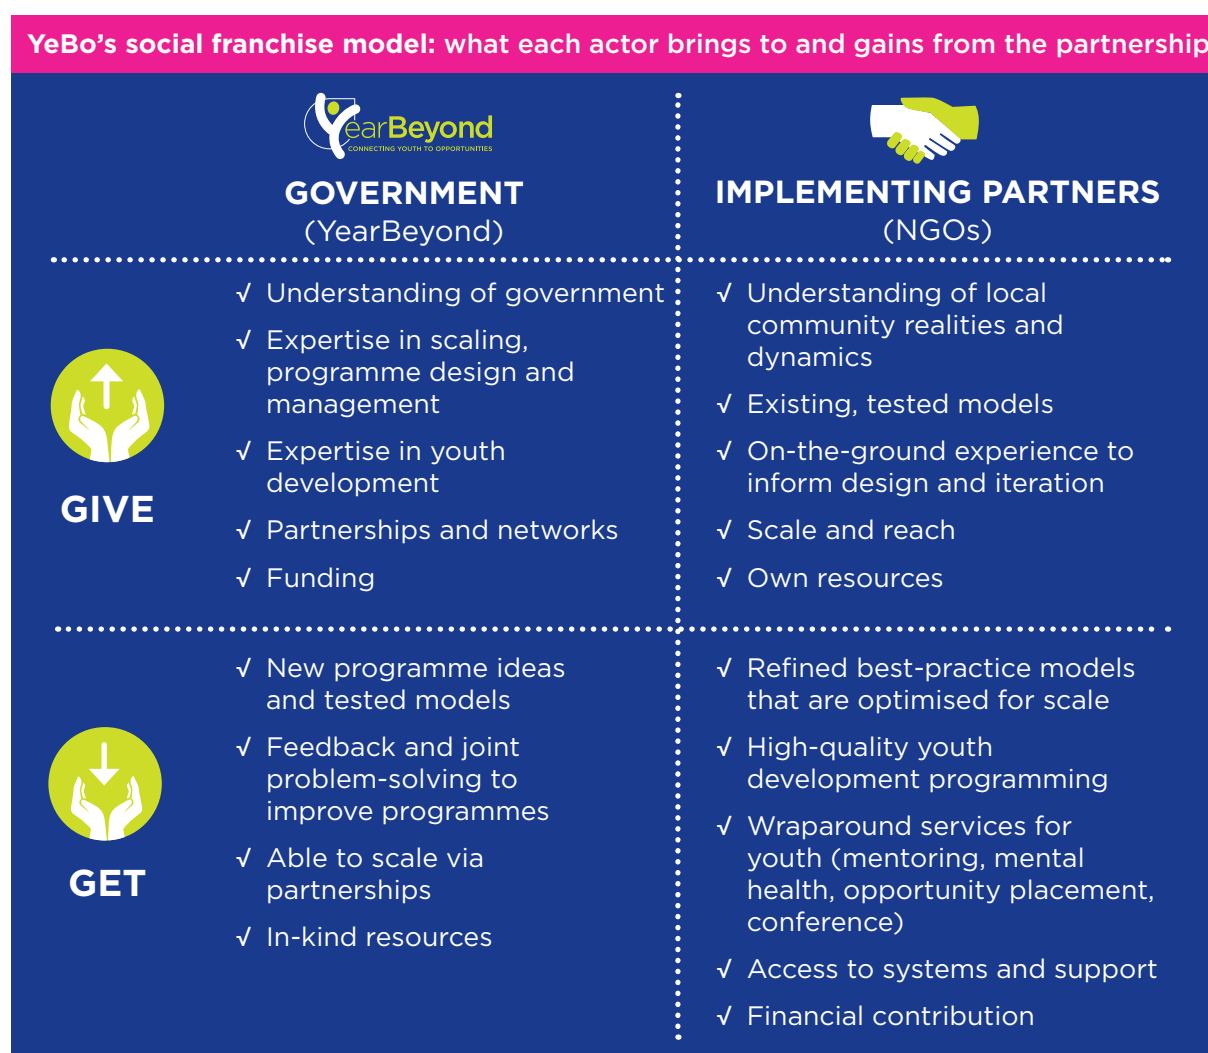 YeBo's social franchise model: what each actor brings to and gains from the partnership
YearBeyond
CONNECTING YOUTH TO OPPORTUNITIES
GOVERNMENT
(YearBeyond)
IMPLEMENTING PARTNERS
(NGOs)
GIVE
√ Understanding of government
√ Expertise in scaling,
programme design and
management
√ Expertise in youth
development
√ Partnerships and networks
√ Funding
√ Understanding of local
community realities and
dynamics
√ Existing, tested models
√ On-the-ground experience to
inform design and iteration
√ Scale and reach
√ Own resources
GET
√ New programme ideas
and tested models
√ Feedback and joint
problem-solving to
improve programmes
√ Able to scale via
partnerships
√ In-kind resources
√ Refined best-practice models
that are optimised for scale
√ High-quality youth
development programming
√ Wraparound services for
youth (mentoring, mental
health, opportunity placement,
conference)
√ Access to systems and support
√ Financial contribution